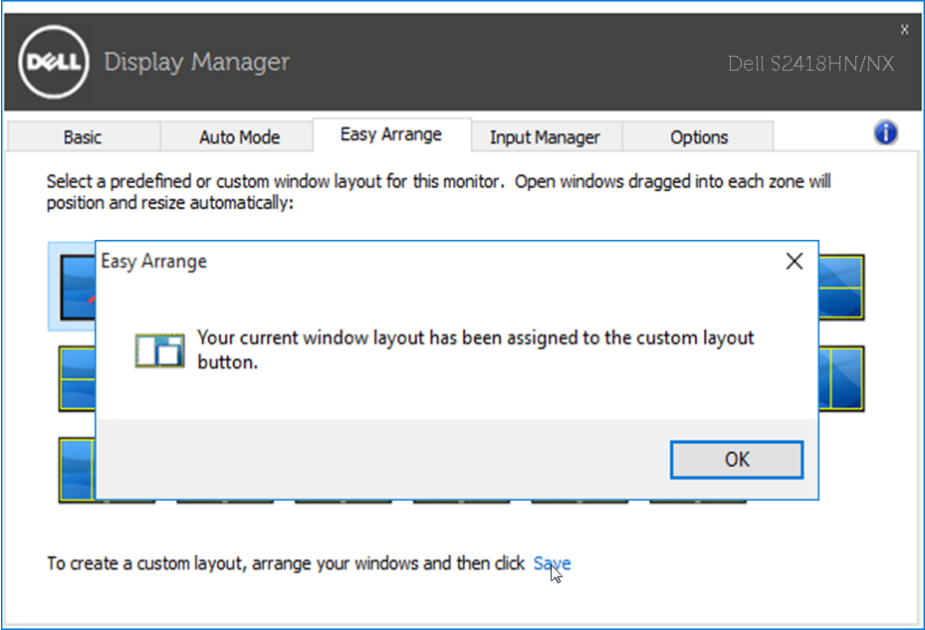 x
DELL Display Manager
Dell S2418HN/NX
Basic Auto Mode Easy Arrange Input Manager Options
Select a predefined or custom window layout for this monitor. Open windows dragged into each zone will
position and resize automatically:
Easy Arrange
Your current window layout has been assigned to the custom layout
button.
OK
To create a custom layout, arrange your windows and then click Save